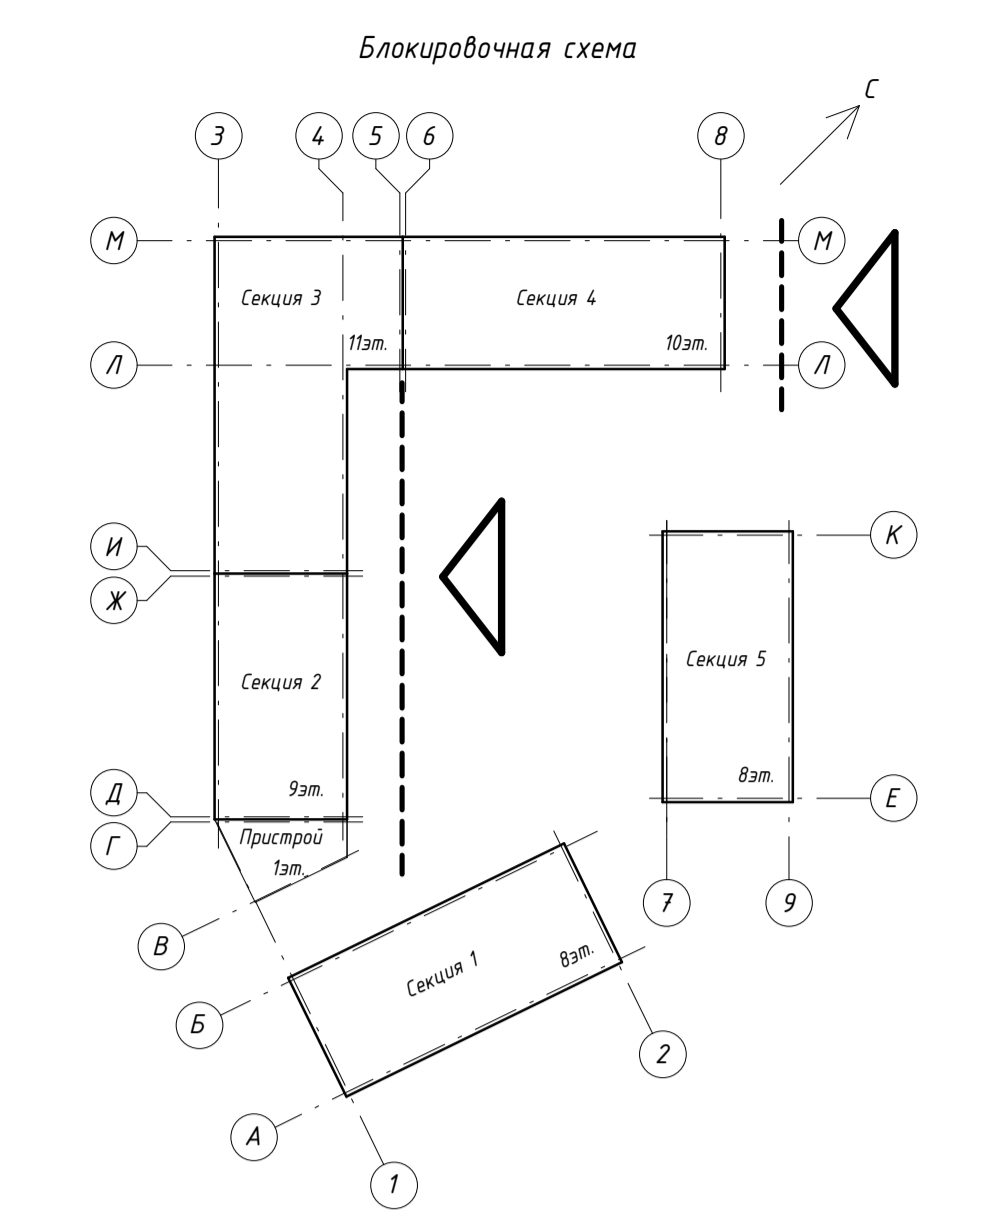 Блокировочная схема
С
3
4
5
6
8
М
М
Секция 3
Секция 4
11эт.
10эт.
Л
Л
И
К
Ж
Секция 5
Секция 2
8эт.
9эт.
Д
Е
Г
Пристрой
1эт.
7
9
В
Секция 1
8эт.
Б
2
А
1